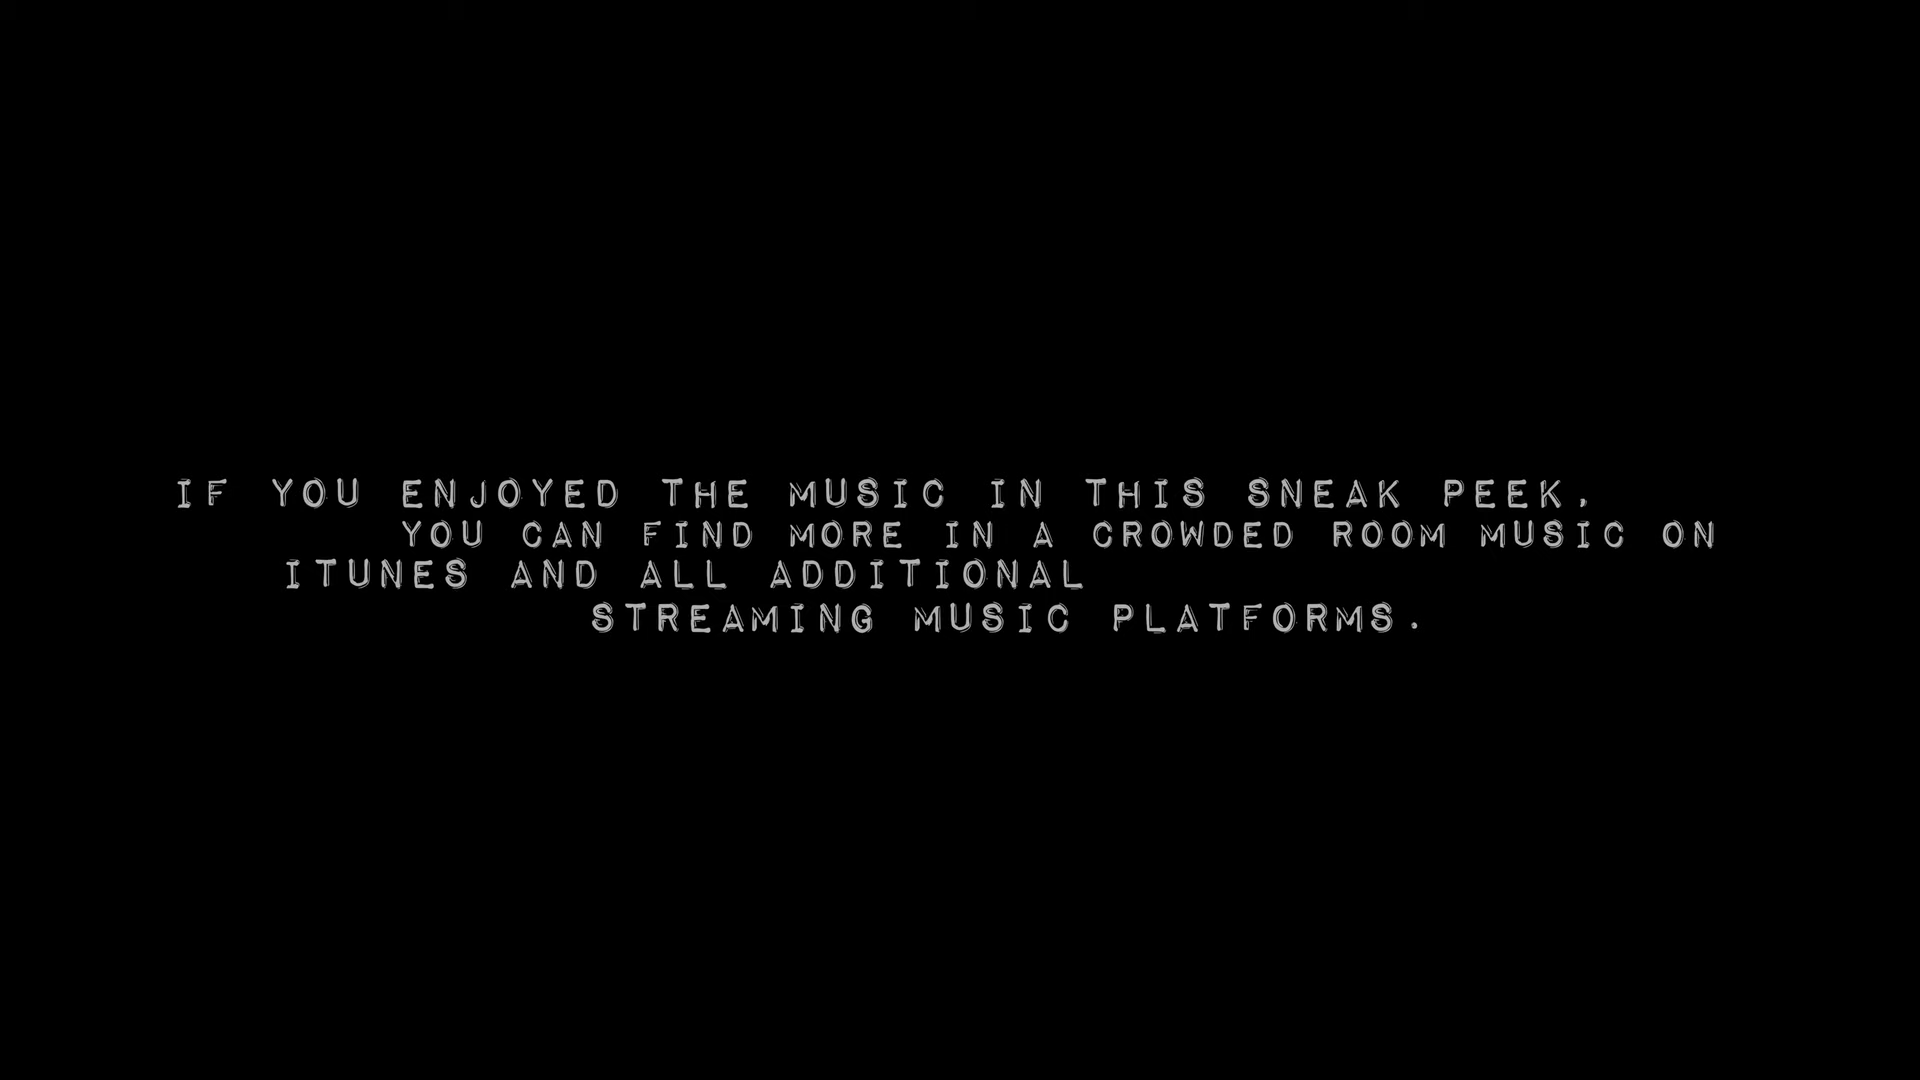 IF YOU ENJOYED THE MUSIC IN THIS SNEAK PEEK,
YOU CAN FIND MORE IN A CROWDED ROOM MUSIC ON
ITUNES AND ALL ADDITIONAL
STREAMING MUSIC PLATFORMS.